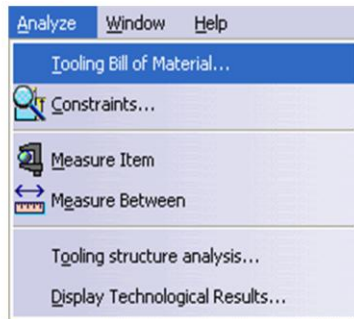 Analyze Window Help
Tooling Bill of Material...
Constraints...
Measure Item
Measure Between
Tooling structure analysis...
Display Technological Results...